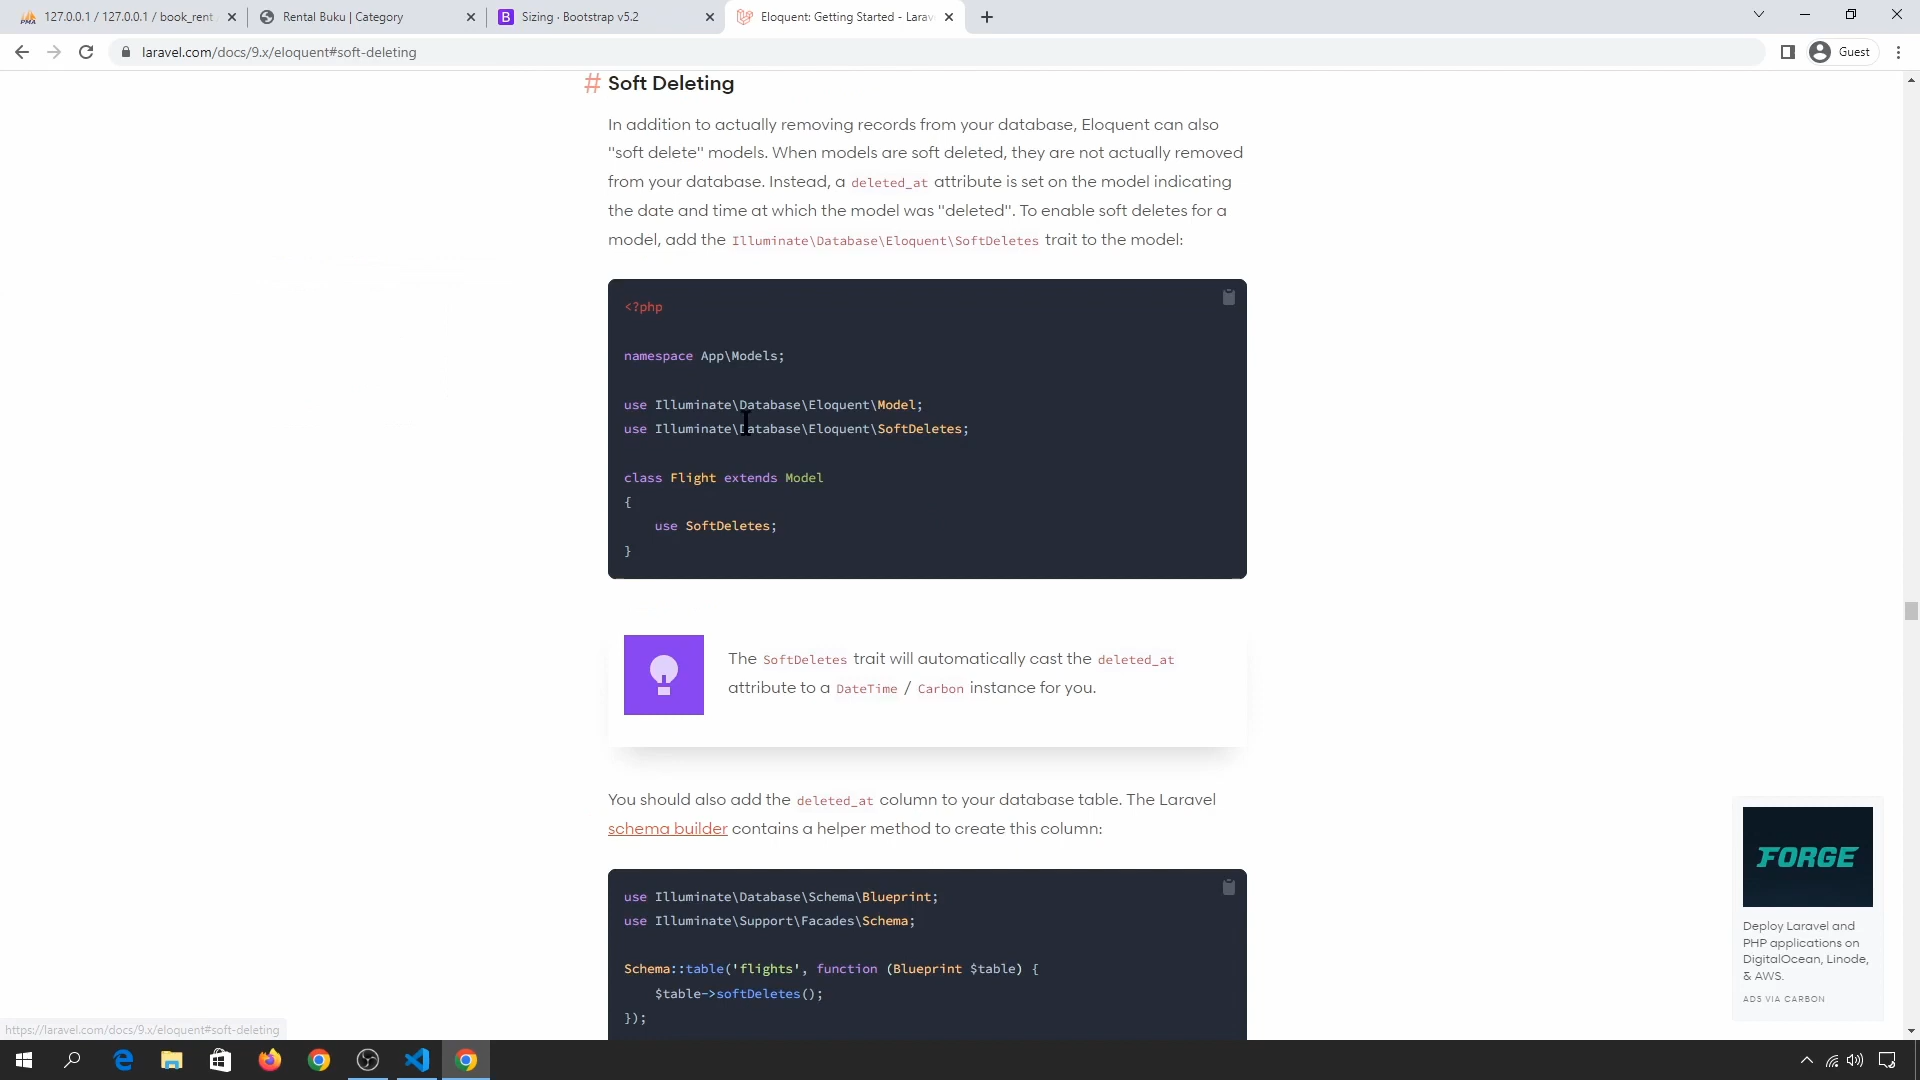 127.0.0.1 / 127.0.0.1 / book_rent
Rental Buku | Category
Sizing · Bootstrap v5.2
Eloquent: Getting Started - Larav
laravel.com/docs/9.x/eloquent#soft-deleting
Guest
# Soft Deleting
In addition to actually removing records from your database, Eloquent can also
"soft delete" models. When models are soft deleted, they are not actually removed
from your database. Instead, a deleted_at attribute is set on the model indicating
the date and time at which the model was "deleted". To enable soft deletes for a
model, add the Illuminate\Database\Eloquent\SoftDeletes trait to the model:
<?php
namespace App\Models;
use Illuminate\Database\Eloquent\Model;
use Illuminate\Database\Eloquent\SoftDeletes;
class Flight extends Model
{
use SoftDeletes;
}
The SoftDeletes trait will automatically cast the deleted_at
attribute to a DateTime / Carbon instance for you.
You should also add the deleted_at column to your database table. The Laravel
schema builder contains a helper method to create this column:
use Illuminate\Database\Schema\Blueprint;
use Illuminate\Support\Facades\Schema;
Schema::table('flights', function (Blueprint $table) {
$table->softDeletes();
});
FORGE
Deploy Laravel and
PHP applications on
DigitalOcean, Linode,
& AWS.
ADS VIA CARBON
https://laravel.com/docs/9.x/eloquent#soft-deleting